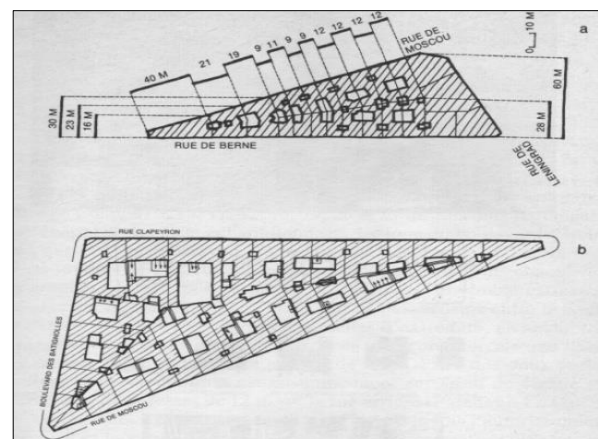 a
40 M
21
19
9
11
9
9
12
12
12
12
RUE DE
MOSCOU
0
10 M
30 M
23 M
16 M
60 M
28 M
RUE DE BERNE
RUE DE
LENINGRAD
b
RUE CLAPEYRON
BOULEVARD DES BATIGNOLLES
RUE DE MOSCOU